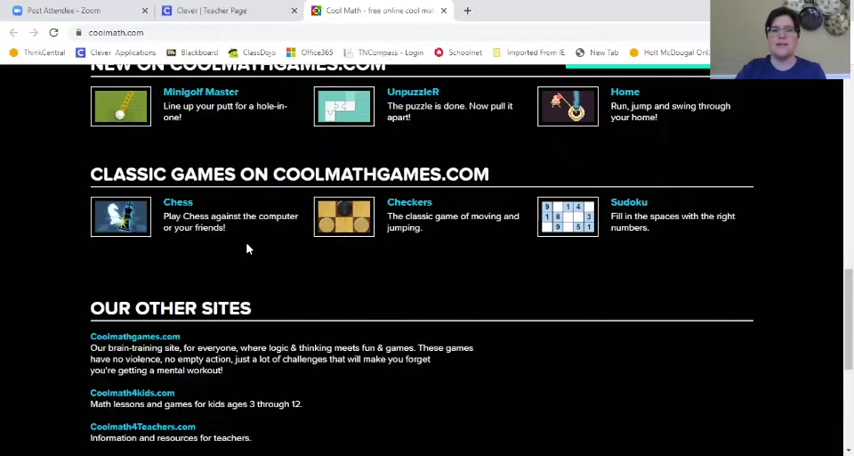 Post Attendee - Zoom
Clever | Teacher Page
Cool Math - free online cool mat
coolmath.com
ThinkCentral
Clever Applications
Blackboard
ClassDojo
Office365
TNCompass - Login
Schoolnet
Imported From IE
New Tab
Holt McDougal Onl
NEW ON COOLMATHGAMES.COM
Minigolf Master
Line up your putt for a hole-in-
one!
UnpuzzleR
The puzzle is done. Now pull it
apart!
Home
Run, jump and swing through
your home!
CLASSIC GAMES ON COOLMATHGAMES.COM
Chess
Play Chess against the computer
or your friends!
Checkers
The classic game of moving and
jumping.
Sudoku
Fill in the spaces with the right
numbers.
OUR OTHER SITES
Coolmathgames.com
Our brain-training site, for everyone, where logic & thinking meets fun & games. These games
have no violence, no empty action, just a lot of challenges that will make you forget
you're getting a mental workout!
Coolmath4kids.com
Math lessons and games for kids ages 3 through 12.
Coolmath4Teachers.com
Information and resources for teachers.